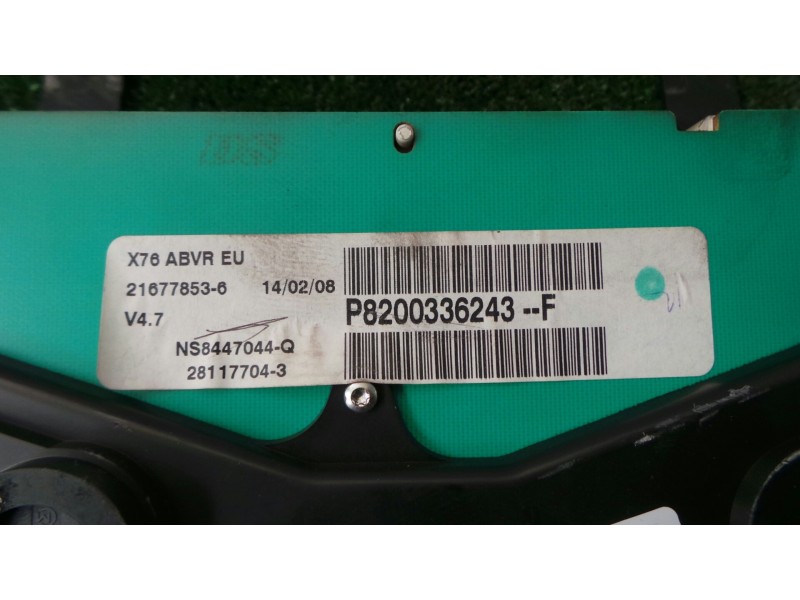 X76 ABVR EU
21677853-6 14/02/08
V4.7
P8200336243 --F
NS8447044-Q
28117704-3